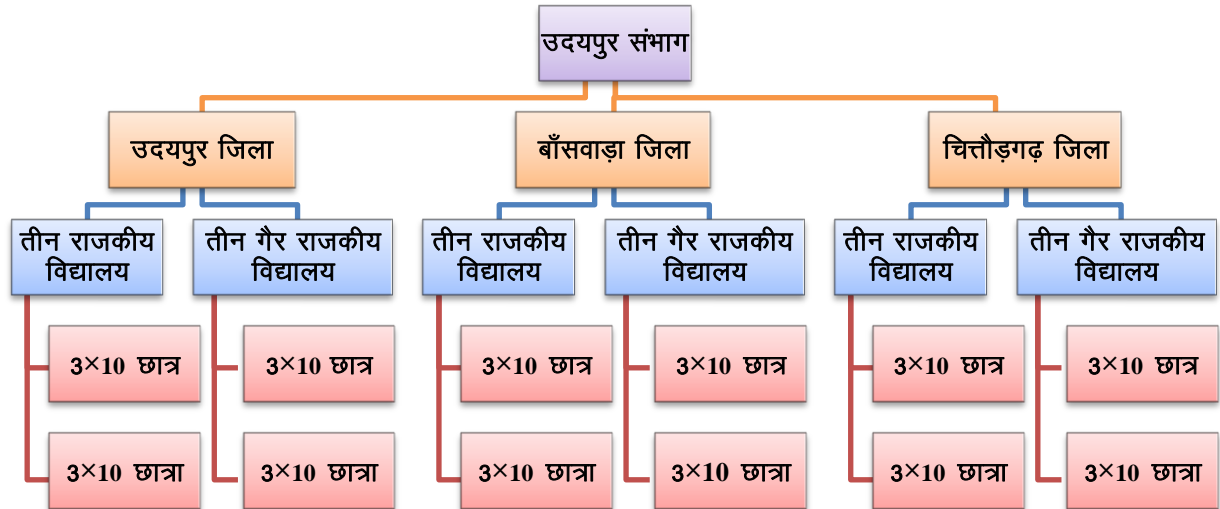 उदयपुर संभाग
उदयपुर जिला
बाँसवाड़ा जिला
चित्तौड़गढ़ जिला
तीन राजकीय
विद्यालय
तीन गैर राजकीय
विद्यालय
तीन राजकीय
विद्यालय
तीन गैर राजकीय
विद्यालय
तीन राजकीय
विद्यालय
तीन गैर राजकीय
विद्यालय
3×10 छात्र
3×10 छात्र
3×10 छात्र
3×10 छात्र
3×10 छात्र
3×10 छात्र
3×10 छात्रा
3×10 छात्रा
3×10 छात्रा
3×10 छात्रा
3×10 छात्रा
3×10 छात्रा